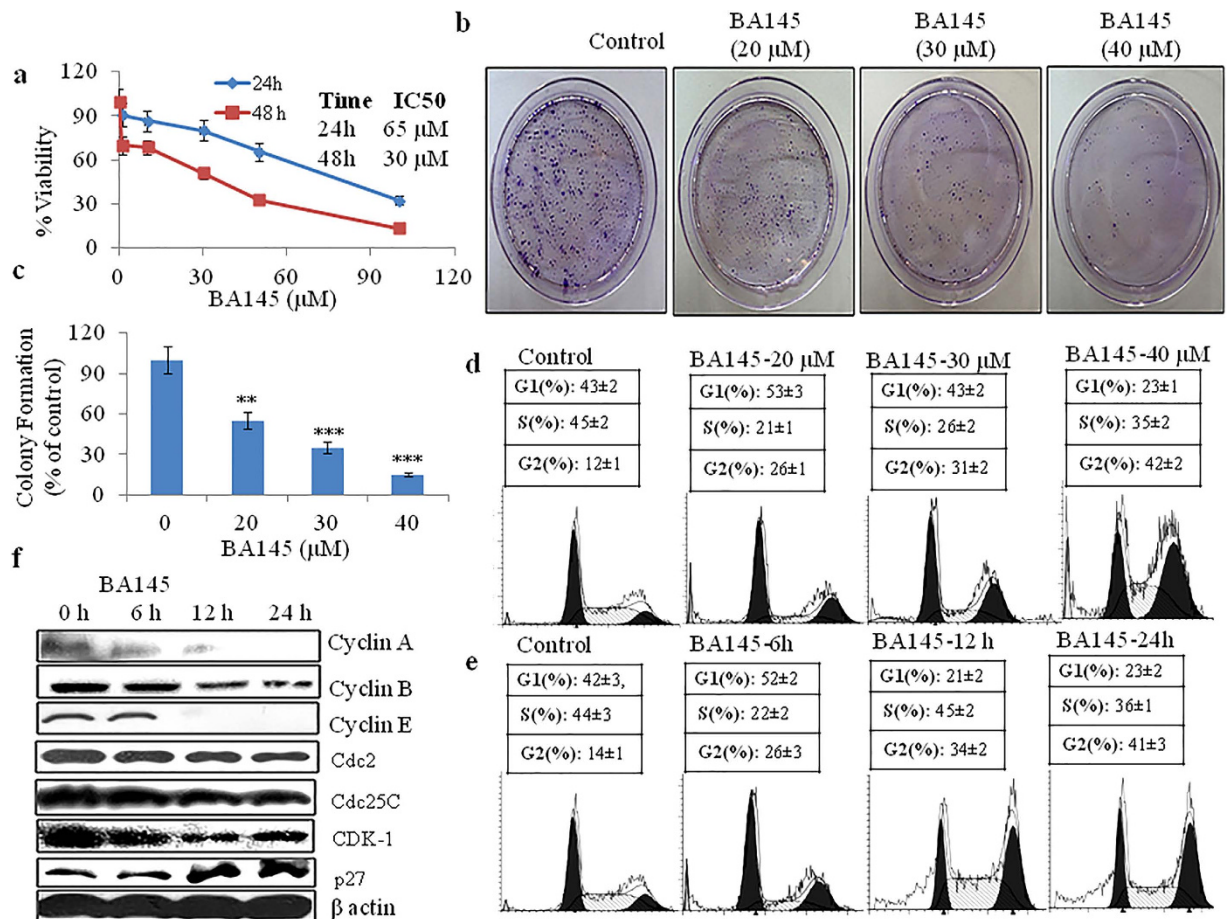 a
120
90
60
30
0
% Viability
24h
48 h
Time IC50
24h 65 µM
48h 30 µM
0 30 60 90 120
BA145 (µM)
b
Control
BA145
(20 µM)
BA145
(30 µM)
BA145
(40 µM)
c
120
90
60
30
0
Colony Formation
(% of control)
**
***
***
0 20 30 40
BA145 (µM)
d
Control
G1(%): 43±2
S(%): 45±2
G2(%): 12±1
BA145-20 µM
G1(%): 53±3
S(%): 21±1
G2(%): 26±1
BA145-30 µM
G1(%): 43±2
S(%): 26±2
G2(%): 31±2
BA145-40 µM
G1(%): 23±1
S(%): 35±2
G2(%): 42±2
e
Control
G1(%): 42±3,
S(%): 44±3
G2(%): 14±1
BA145-6h
G1(%): 52±2
S(%): 22±2
G2(%): 26±3
BA145-12 h
G1(%): 21±2
S(%): 45±2
G2(%): 34±2
BA145-24h
G1(%): 23±2
S(%): 36±1
G2(%): 41±3
f
BA145
0 h 6 h 12 h 24 h
Cyclin A
Cyclin B
Cyclin E
Cdc2
Cdc25C
CDK-1
p27
β actin